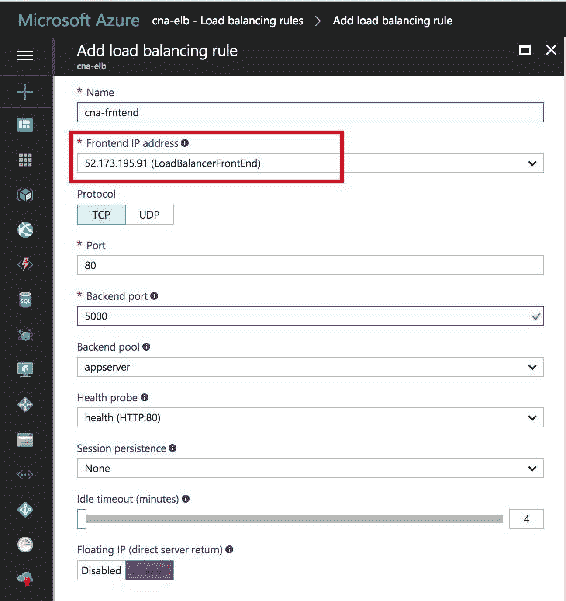 Microsoft Azure cna-elb - Load balancing rules > Add load balancing rule
Add load balancing rule
cna-elb
* Name
cna-frntend
* Frontend IP address
52.173.195.91 (LoadBalancerFrontEnd)
Protocol
TCP UDP
* Port
80
* Backend port
5000
Backend pool
appserver
Health probe
health (HTTP:80)
Session persistence
None
Idle timeout (minutes)
4
Floating IP (direct server return)
Disabled